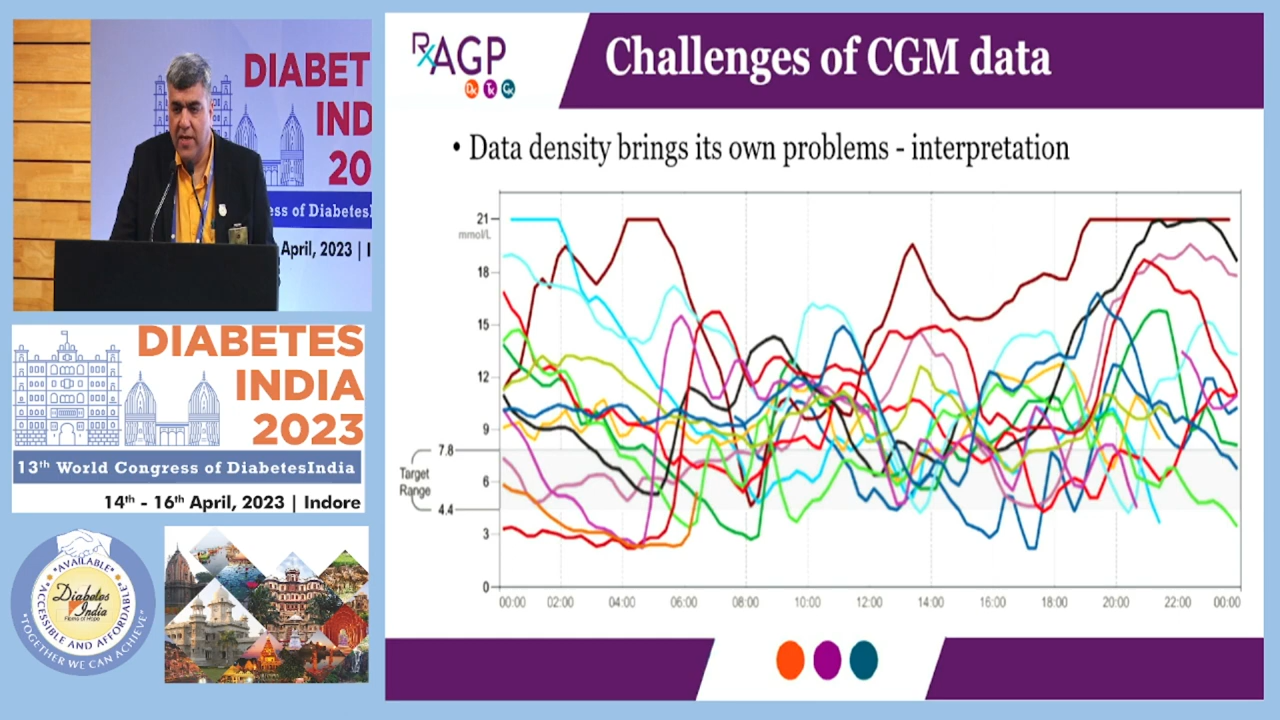 DIABET
IND
20
ess of DiabetesI
April, 2023 | I
DIABETES
INDIA
2023
13th World Congress of DiabetesIndia
14th - 16th April, 2023 | Indore
*AVAILABLE*
ACCESSIBLE AND AFFORDABLE
"TOGETHER WE CAN ACHIEVE"
Diabetes
India
RxAGP
Challenges of CGM data
• Data density brings its own problems - interpretation
21
mmol/L
18
15
12
9
7.8
Target
Range
6
4.4
3
0
00:00 02:00 04:00 06:00 08:00 10:00 12:00 14:00 16:00 18:00 20:00 22:00 00:00